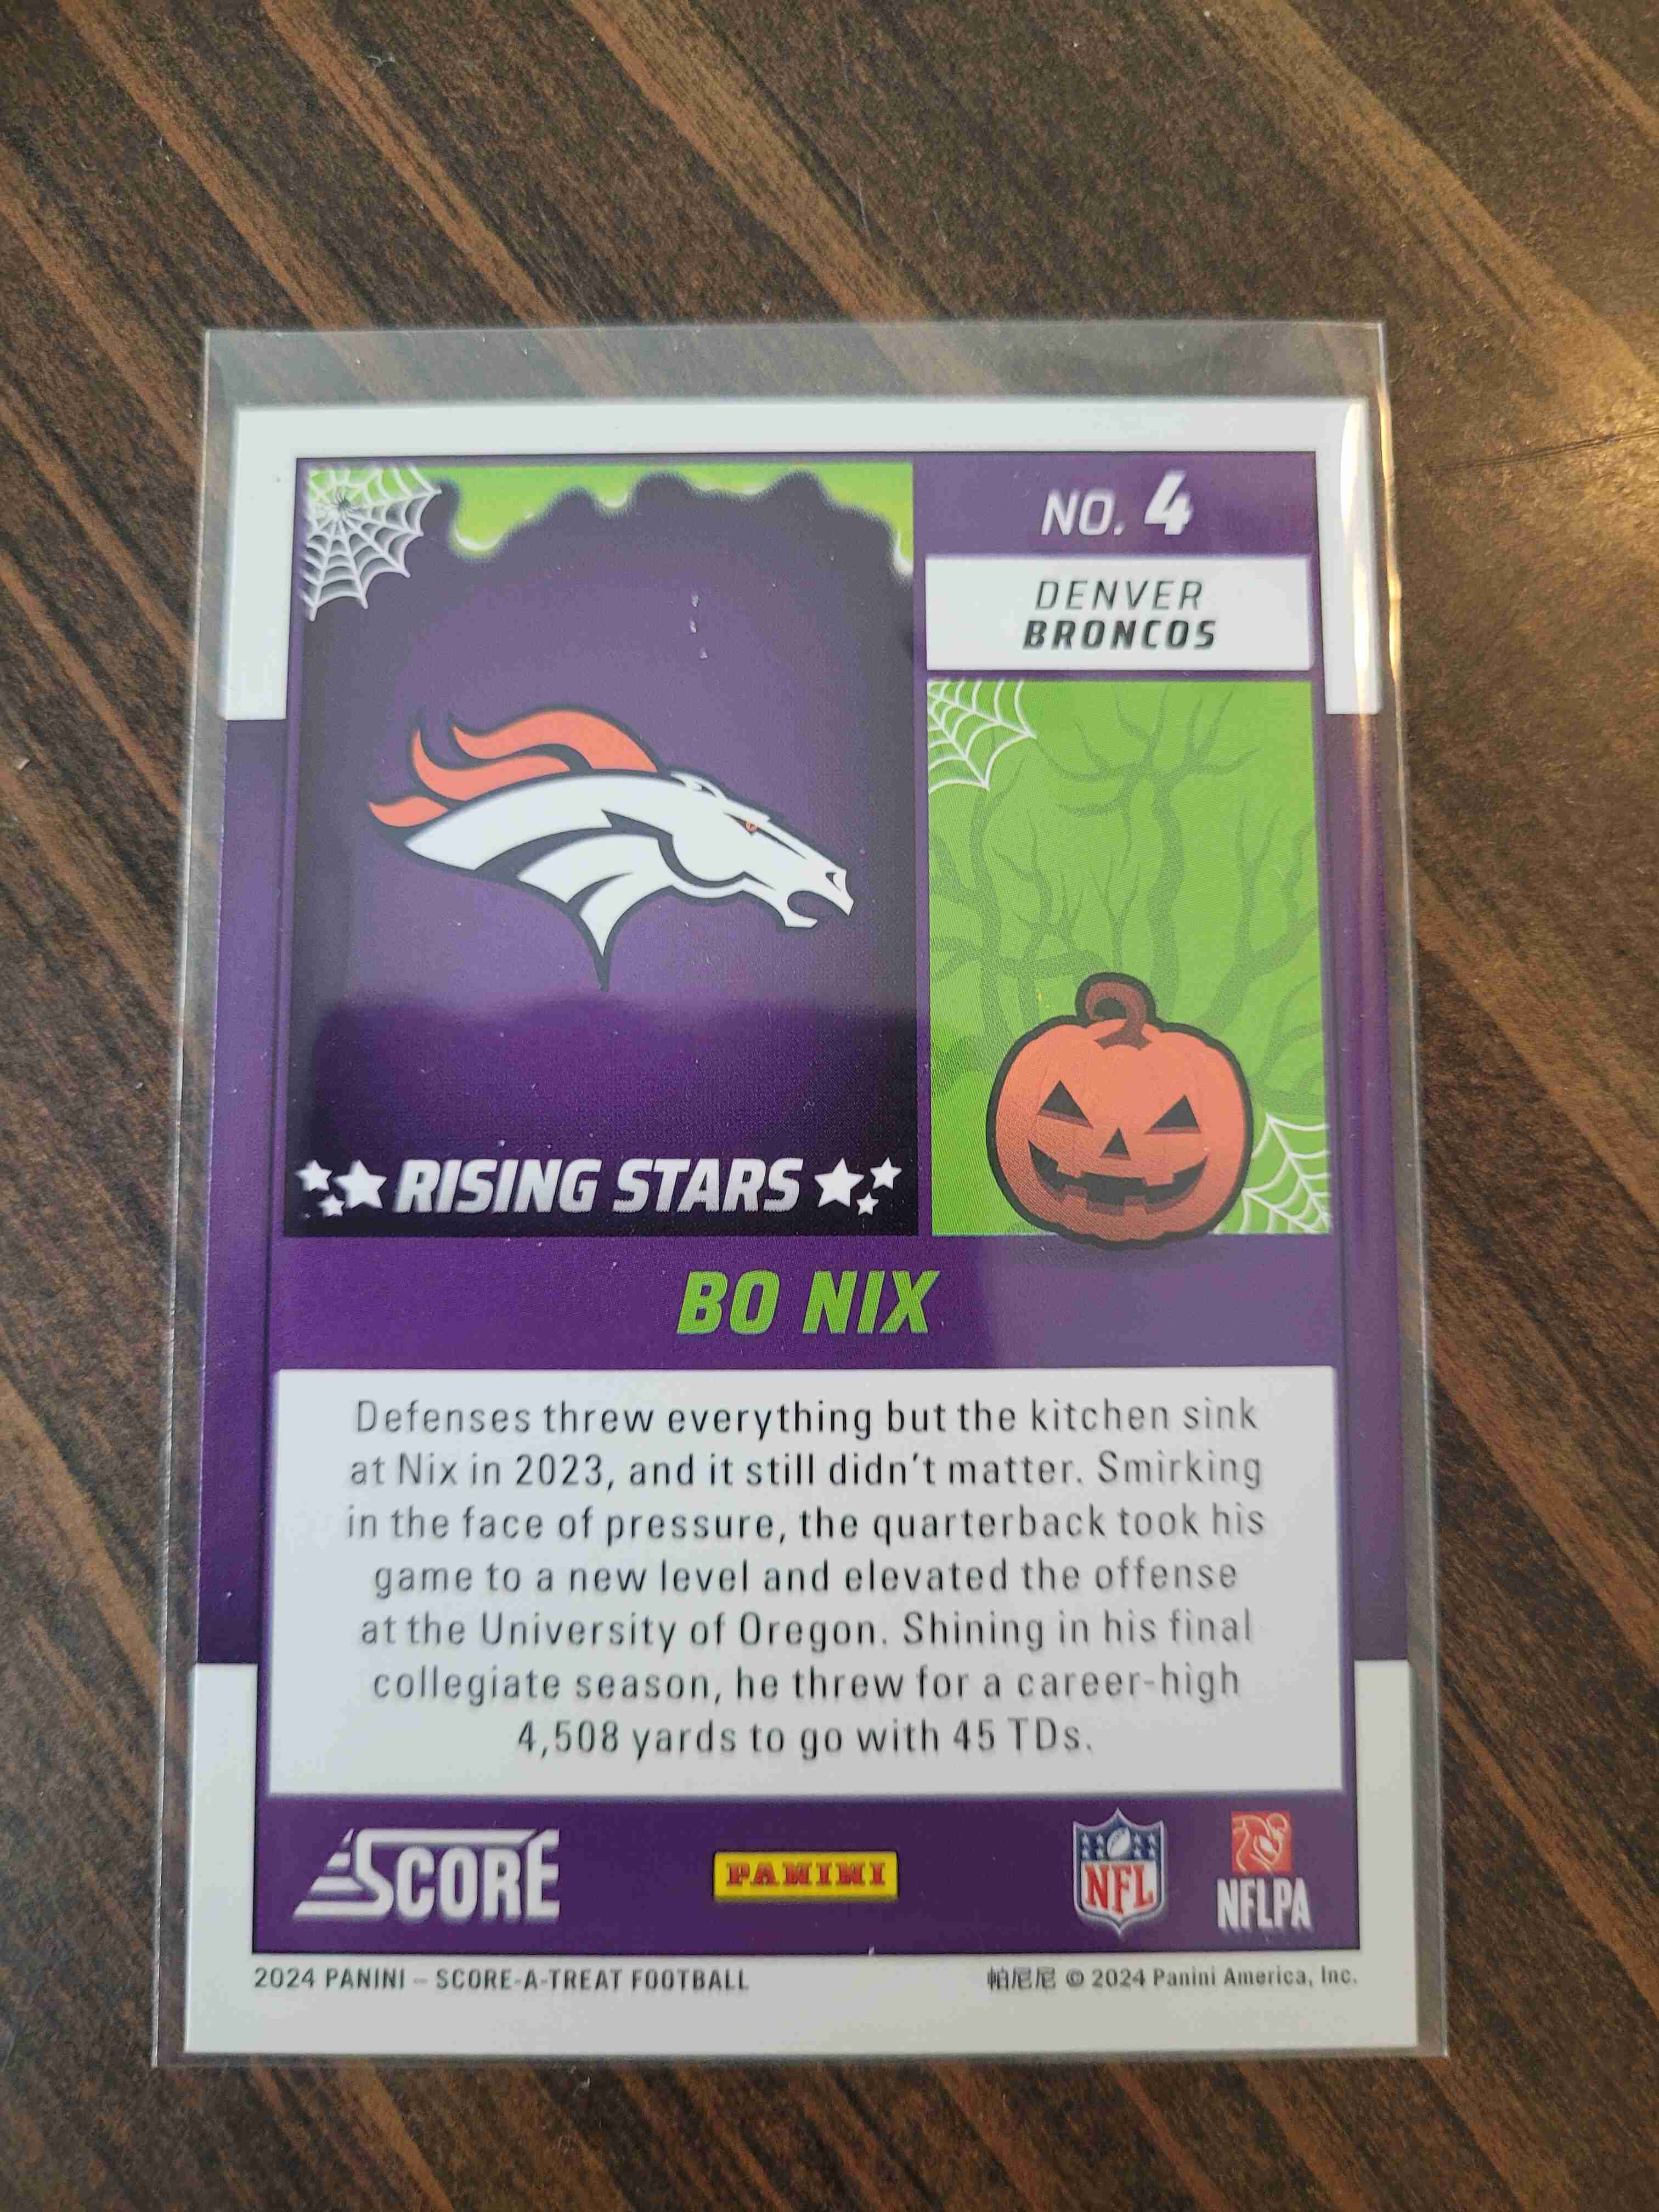 NO. 4
DENVER
BRONCOS
RISING STARS
BO NIX
Defenses threw everything but the kitchen sink
at Nix in 2023, and it still didn't matter. Smirking
in the face of pressure, the quarterback took his
game to a new level and elevated the offense
at the University of Oregon. Shining in his final
collegiate season, he threw for a career-high
4,508 yards to go with 45 TDs.
SCORE
PANINI
NFL
NFLPA
2024 PANINI – SCORE-A-TREAT FOOTBALL
帕尼尼 © 2024 Panini America, Inc.